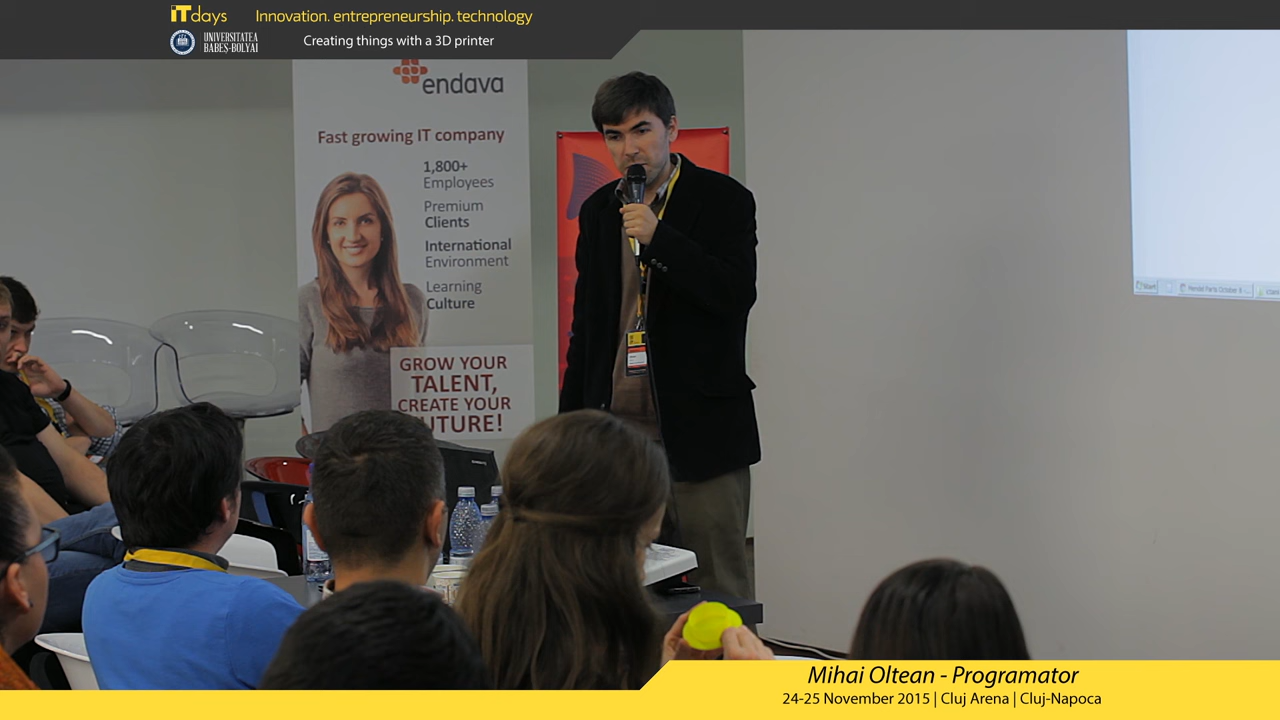 ITdays
Innovation. entrepreneurship. technology
UNIVERSITATEA
BABEȘ-BOLYAI
Creating things with a 3D printer
endava
Fast growing IT company
1,800+
Employees
Premium
Clients
International
Environment
Learning
Culture
GROW YOUR
TALENT,
CREATE YOUR
UTURE!
Mihai Oltean - Programator
24-25 November 2015 | Cluj Arena | Cluj-Napoca